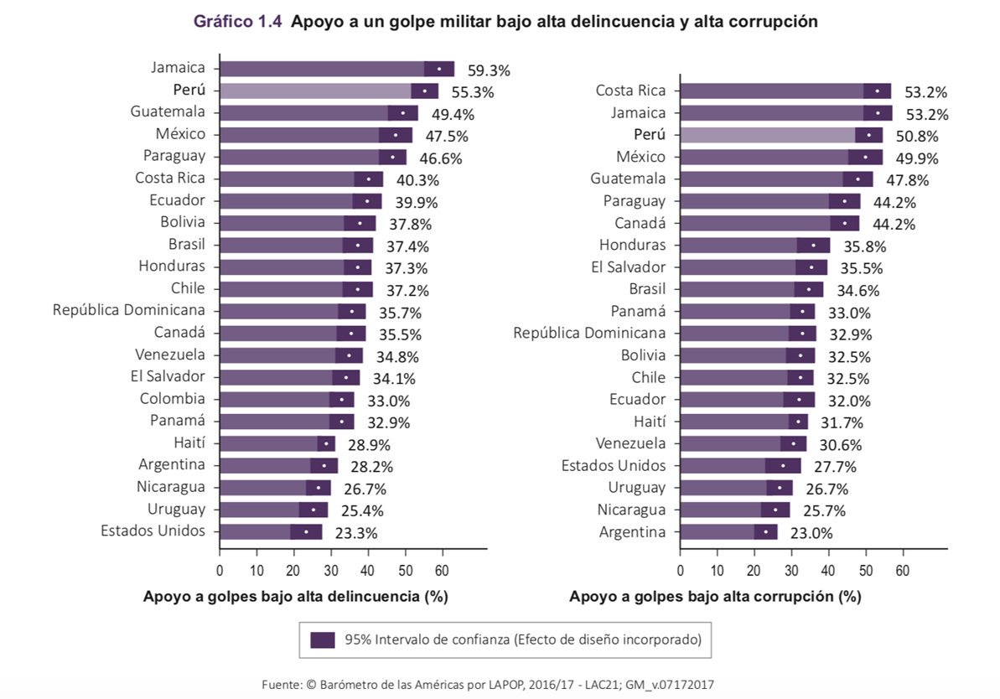 Gráfico 1.4 Apoyo a un golpe militar bajo alta delincuencia y alta corrupción
Jamaica 59.3%
Perú 55.3%
Guatemala 49.4%
México 47.5%
Paraguay 46.6%
Costa Rica 40.3%
Ecuador 39.9%
Bolivia 37.8%
Brasil 37.4%
Honduras 37.3%
Chile 37.2%
República Dominicana 35.7%
Canadá 35.5%
Venezuela 34.8%
El Salvador 34.1%
Colombia 33.0%
Panamá 32.9%
Haití 28.9%
Argentina 28.2%
Nicaragua 26.7%
Uruguay 25.4%
Estados Unidos 23.3%
0 10 20 30 40 50 60
Apoyo a golpes bajo alta delincuencia (%)
Costa Rica 53.2%
Jamaica 53.2%
Perú 50.8%
México 49.9%
Guatemala 47.8%
Paraguay 44.2%
Canadá 44.2%
Honduras 35.8%
El Salvador 35.5%
Brasil 34.6%
Panamá 33.0%
República Dominicana 32.9%
Bolivia 32.5%
Chile 32.5%
Ecuador 32.0%
Haití 31.7%
Venezuela 30.6%
Estados Unidos 27.7%
Uruguay 26.7%
Nicaragua 25.7%
Argentina 23.0%
0 10 20 30 40 50 60
Apoyo a golpes bajo alta corrupción (%)
95% Intervalo de confianza (Efecto de diseño incorporado)
Fuente: © Barómetro de las Américas por LAPOP, 2016/17 - LAC21; GM_v.07172017